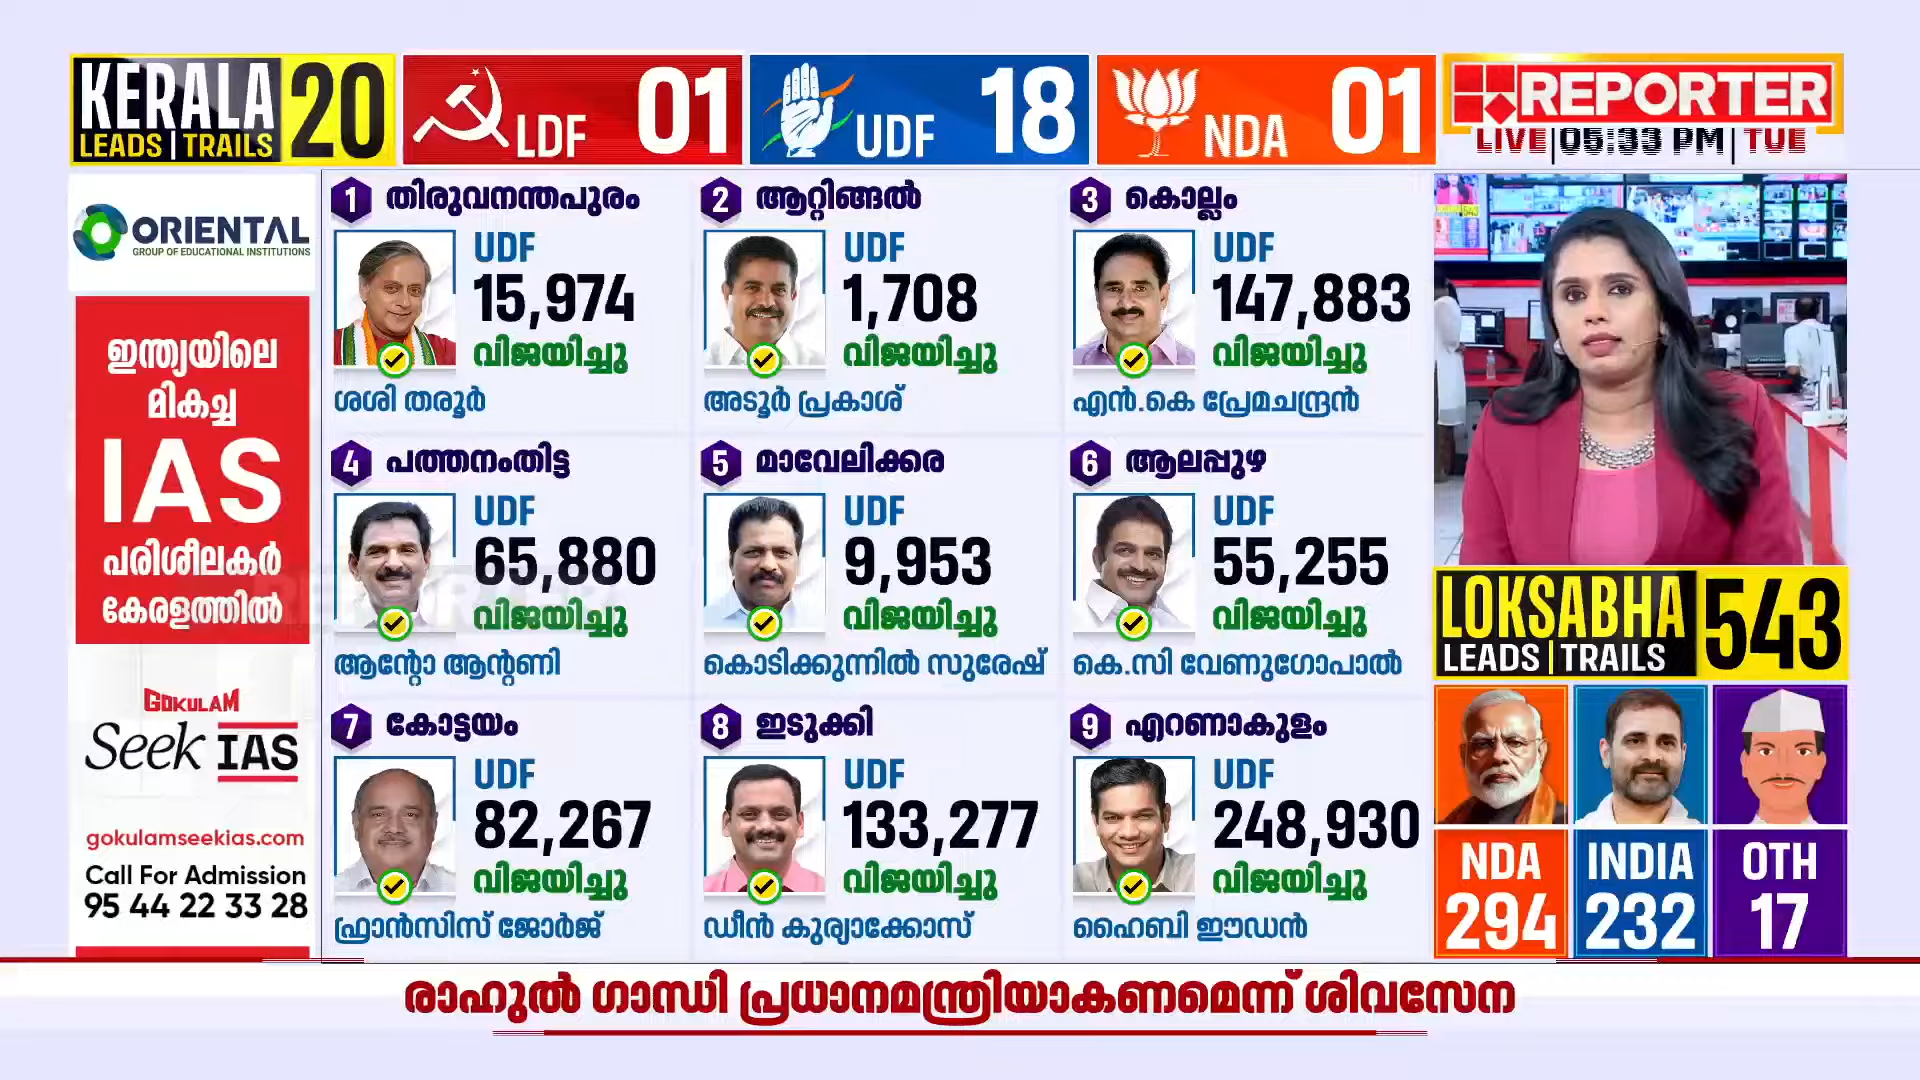 KERALA
LEADS | TRAILS
20
LDF 01
UDF 18
NDA 01
REPORTER
LIVE | 05:33 PM | TUE
ORIENTAL
GROUP OF EDUCATIONAL INSTITUTIONS
ഇന്ത്യയിലെ
മികച്ച
IAS
പരിശീലകർ
കേരളത്തിൽ
GOKULAM
Seek IAS
gokulamseekias.com
Call For Admission
95 44 22 33 28
1 തിരുവനന്തപുരം
UDF
15,974
വിജയിച്ചു
ശശി തരൂർ
2 ആറ്റിങ്ങൽ
UDF
1,708
വിജയിച്ചു
അടൂർ പ്രകാശ്
3 കൊല്ലം
UDF
147,883
വിജയിച്ചു
എൻ.കെ പ്രേമചന്ദ്രൻ
4 പത്തനംതിട്ട
UDF
65,880
വിജയിച്ചു
ആന്റോ ആന്റണി
5 മാവേലിക്കര
UDF
9,953
വിജയിച്ചു
കൊടിക്കുന്നിൽ സുരേഷ്
6 ആലപ്പുഴ
UDF
55,255
വിജയിച്ചു
കെ.സി വേണുഗോപാൽ
7 കോട്ടയം
UDF
82,267
വിജയിച്ചു
ഫ്രാൻസിസ് ജോർജ്
8 ഇടുക്കി
UDF
133,277
വിജയിച്ചു
ഡീൻ കുര്യാക്കോസ്
9 എറണാകുളം
UDF
248,930
വിജയിച്ചു
ഹൈബി ഈഡൻ
LOKSABHA
LEADS | TRAILS
543
NDA
294
INDIA
232
OTH
17
രാഹുൽ ഗാന്ധി പ്രധാനമന്ത്രിയാകണമെന്ന് ശിവസേന